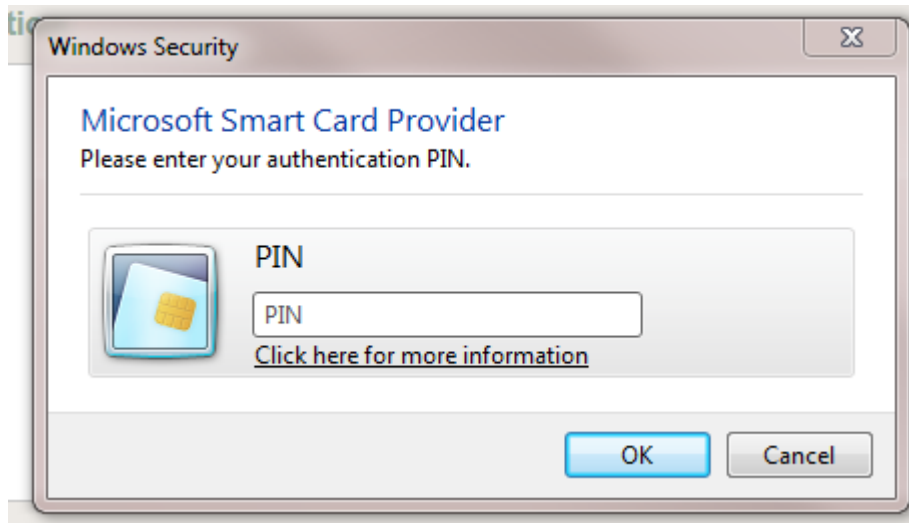 Windows Security
Microsoft Smart Card Provider
Please enter your authentication PIN.
PIN
PIN
Click here for more information
OK
Cancel